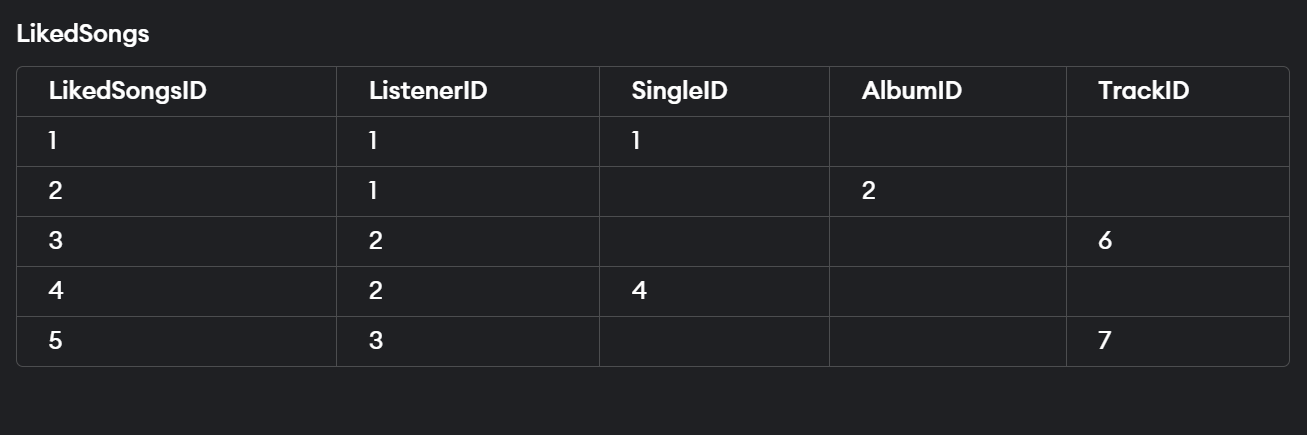 LikedSongs
LikedSongsID ListenerID SingleID AlbumID TrackID
1 1 1
2 1 2
3 2 6
4 2 4
5 3 7